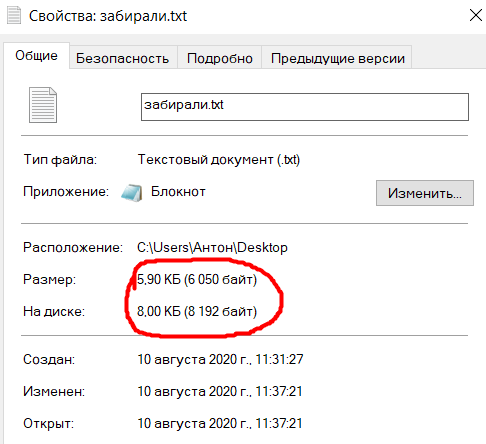 Свойства: забирали.txt
Общие Безопасность Подробно Предыдущие версии
забирали.txt
Тип файла: Текстовый документ (.txt)
Приложение: Блокнот Изменить...
Расположение: C:\Users\Антон\Desktop
Размер: 5,90 КБ (6 050 байт)
На диске: 8,00 КБ (8 192 байт)
Создан: 10 августа 2020 г., 11:31:27
Изменен: 10 августа 2020 г., 11:37:21
Открыт: 10 августа 2020 г., 11:37:21